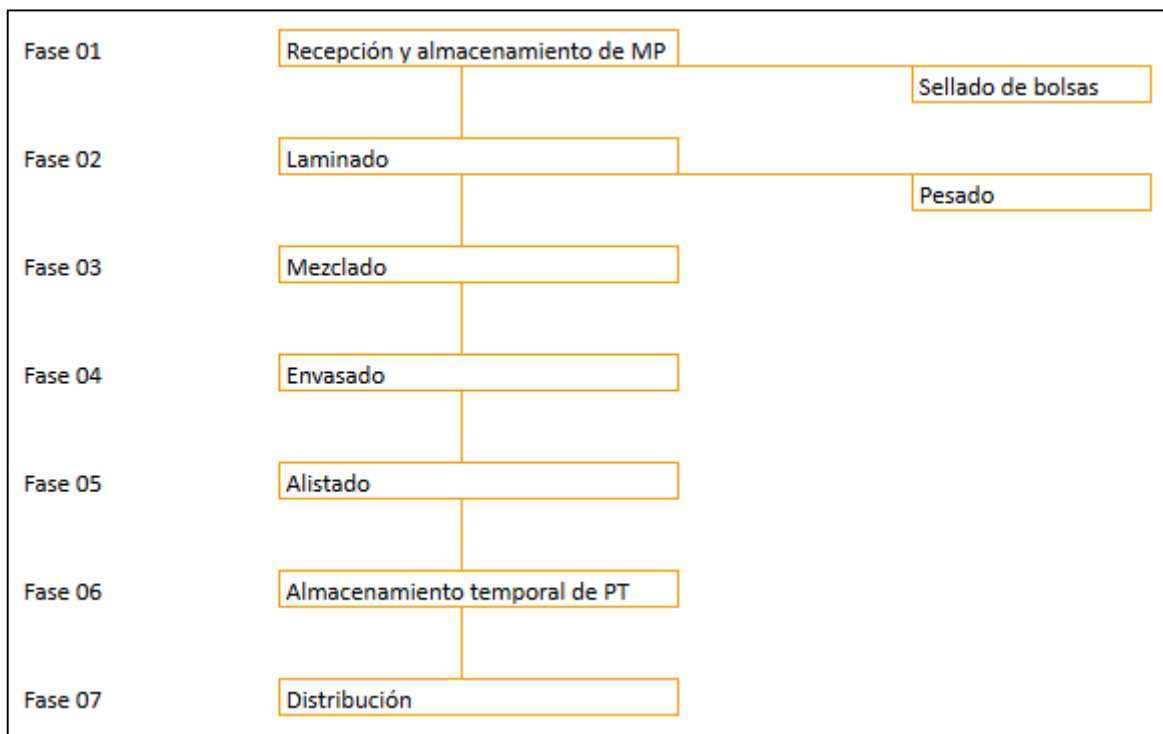 Fase 01
Recepción y almacenamiento de MP
Sellado de bolsas
Fase 02
Laminado
Pesado
Fase 03
Mezclado
Fase 04
Envasado
Fase 05
Alistado
Fase 06
Almacenamiento temporal de PT
Fase 07
Distribución